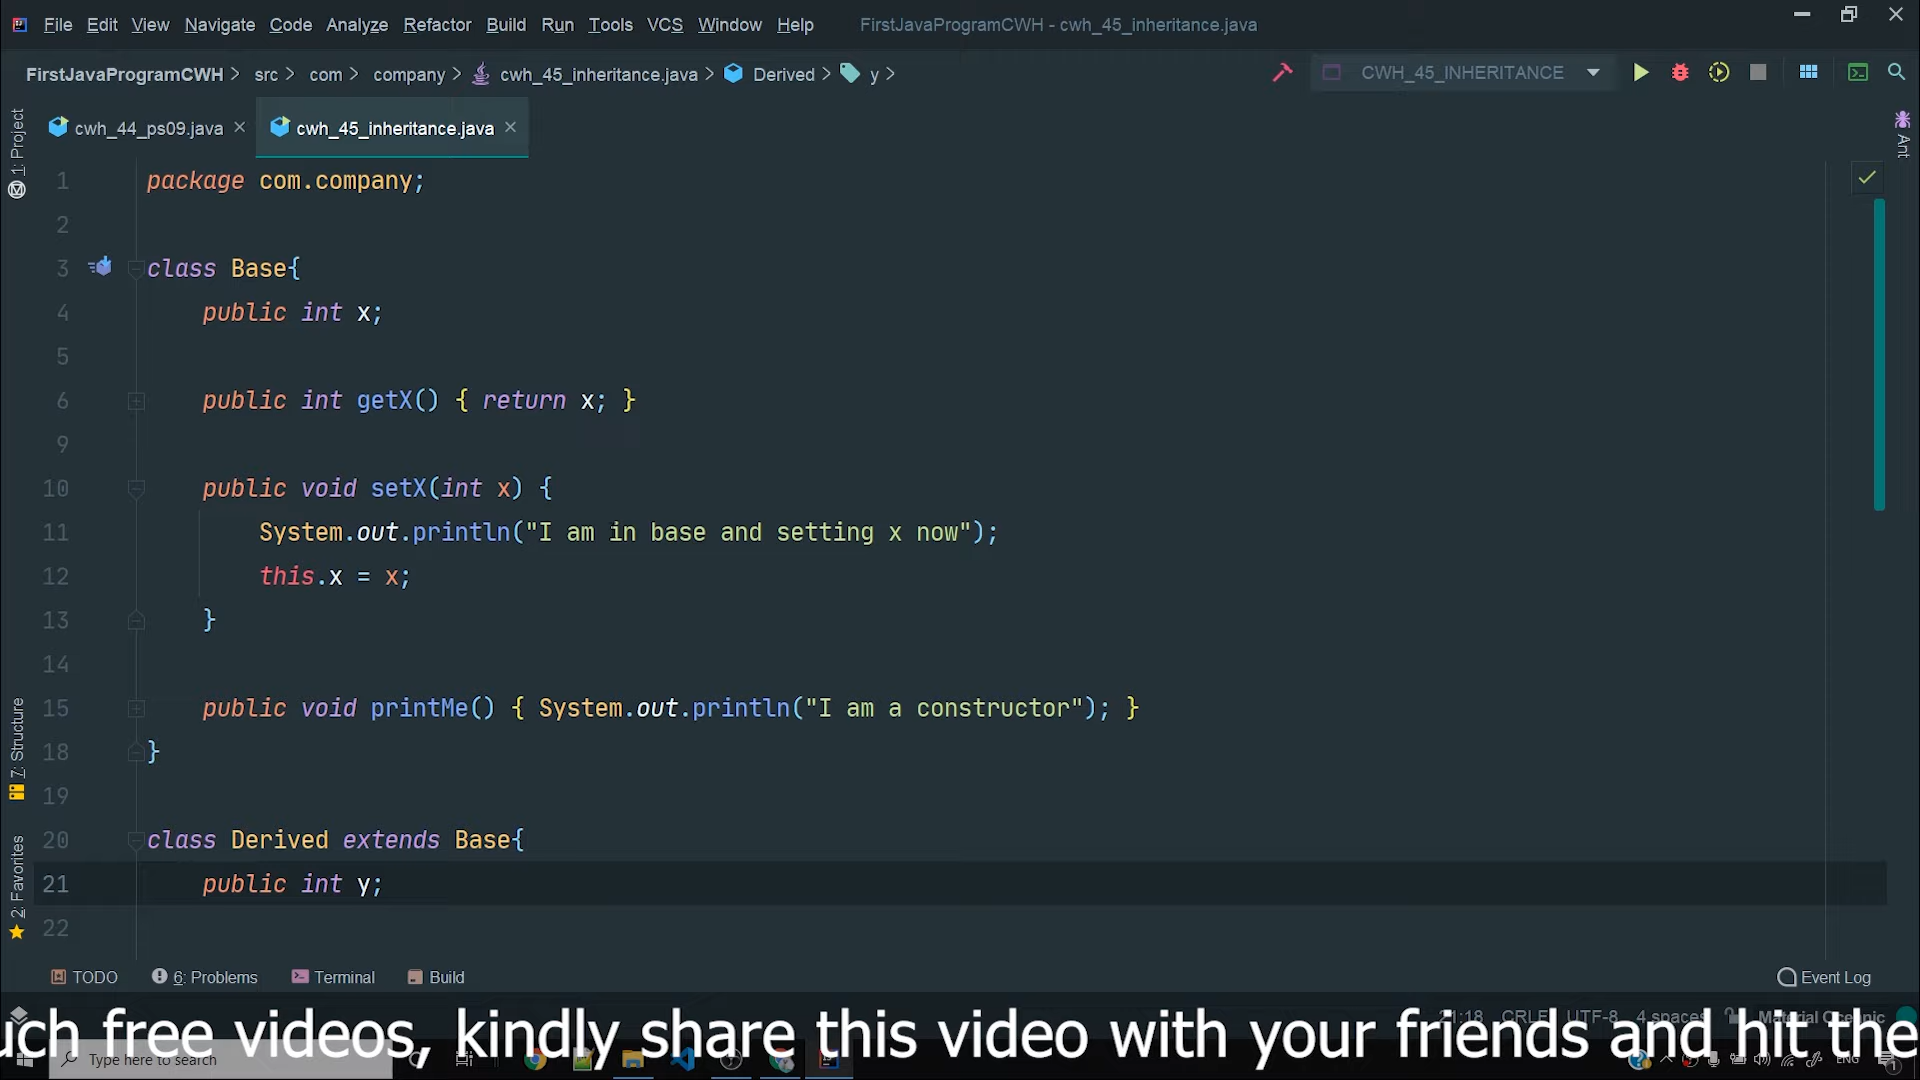 File Edit View Navigate Code Analyze Refactor Build Run Tools VCS Window Help FirstJavaProgramCWH - cwh_45_inheritance.java
FirstJavaProgramCWH src com company cwh_45_inheritance.java Derived y CWH_45_INHERITANCE
cwh_44_ps09.java cwh_45_inheritance.java
1: Project
Ant
1 package com.company;
2
3 class Base{
4 public int x;
5
6 public int getX() { return x; }
9
10 public void setX(int x) {
11 System.out.println("I am in base and setting x now");
12 this.x = x;
13 }
14
15 public void printMe() { System.out.println("I am a constructor"); }
18 }
19
20 class Derived extends Base{
21 public int y;
22
7: Structure
2: Favorites
TODO 6: Problems Terminal Build Event Log
21:18 CRLF UTF-8 4 spaces Material Oceanic
uch free videos, kindly share this video with your friends and hit the
Type here to search ENG 1